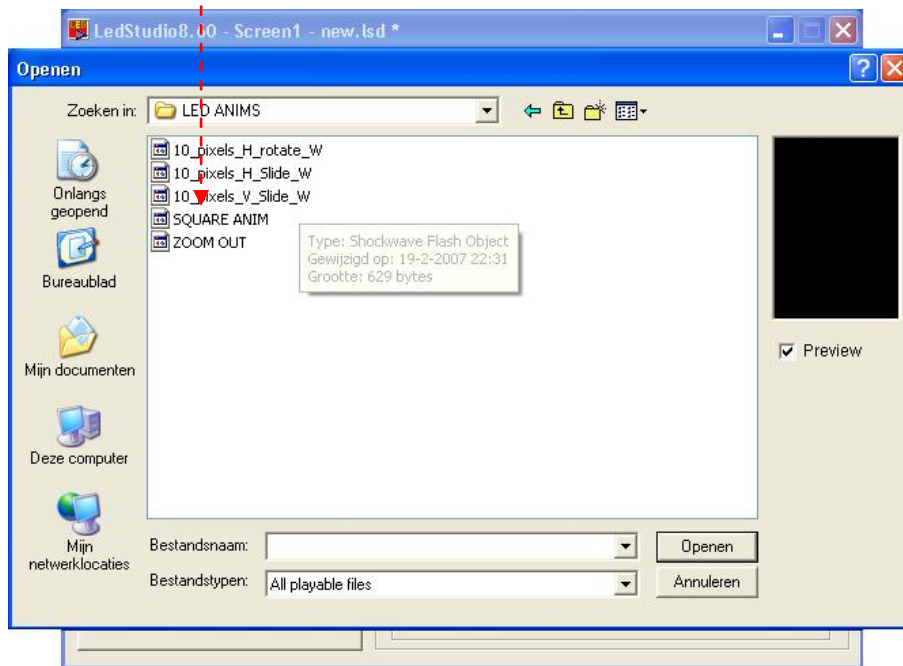 LedStudio8.60 - Screen1 - new.lsd *
Openen
Zoeken in:
LED ANIMS
10_pixels_H_rotate_W
10_pixels_H_Slide_W
10_pixels_V_Slide_W
SQUARE ANIM
ZOOM OUT
Type: Shockwave Flash Object
Gewijzigd op: 19-2-2007 22:31
Grootte: 629 bytes
Onlangs
geopend
Bureaublad
Mijn documenten
Deze computer
Mijn
netwerklocaties
Preview
Bestandsnaam:
Openen
Bestandstypen:
All playable files
Annuleren